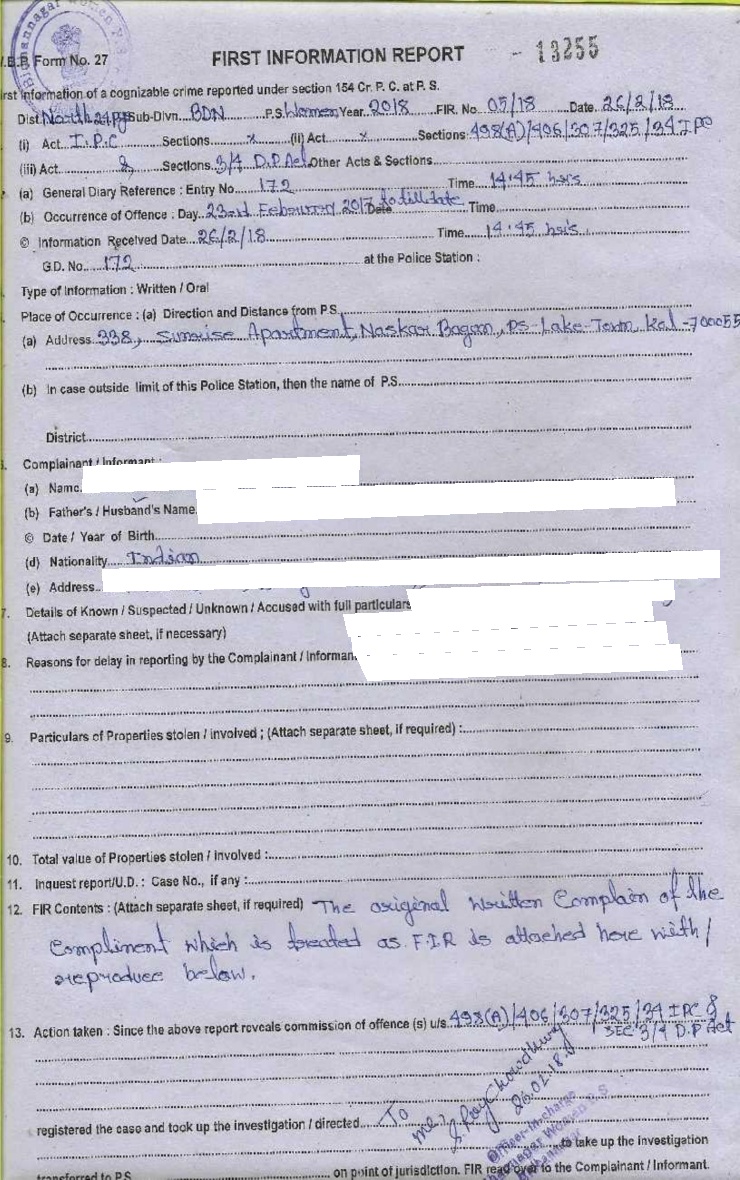 Bidhannagar Women P.S
W.B.P. Form No. 27
FIRST INFORMATION REPORT - 13255
First Information of a cognizable crime reported under section 154 Cr. P. C. at P. S.
Dist. North 24 Pgs Sub-Divn. BDN P.S. Women Year 2018 FIR. No. 05/18 Date. 26/2/18
(i) Act. I.P.C Sections x (ii) Act x Sections 498(A)/406/307/325/34 IPC
(iii) Act & Sections 3/4 D.P Act Other Acts & Sections
(a) General Diary Reference : Entry No. 172 Time 14.45 hrs
(b) Occurrence of Offence : Day 23rd February 2017 to till date Date Time
© Information Received Date 26/2/18 Time 14.45 hrs
G.D. No. 172 at the Police Station :
Type of Information : Written / Oral
Place of Occurrence : (a) Direction and Distance from P.S.
(a) Address 338, Sunrise Apartment, Naskar Bagan, PS-Lake-Town, Kol-700055
(b) In case outside limit of this Police Station, then the name of P.S.
District
Complainant / Informant :
(a) Name
(b) Father's / Husband's Name
© Date / Year of Birth
(d) Nationality Indian
(e) Address
7. Details of Known / Suspected / Unknown / Accused with full particulars
(Attach separate sheet, if necessary)
8. Reasons for delay in reporting by the Complainant / Informan
9. Particulars of Properties stolen / involved ; (Attach separate sheet, if required) :
10. Total value of Properties stolen / involved :
11. Inquest report/U.D. : Case No., if any :
12. FIR Contents : (Attach separate sheet, if required) The original written Complain of the
Compliment which is treated as F.I.R is attached here with/
reproduce below.
13. Action taken : Since the above report reveals commission of offence (s) u/s 498(A)/406/307/325/34 IPC &
SEC 3/4 D.P Act
registered the case and took up the investigation / directed To
me.
S. Ray Chowdhury
26.02.18
Officer-in-charge
Women P.S
to take up the investigation
transferred to P.S. on point of jurisdiction. FIR read over to the Complainant / Informant.